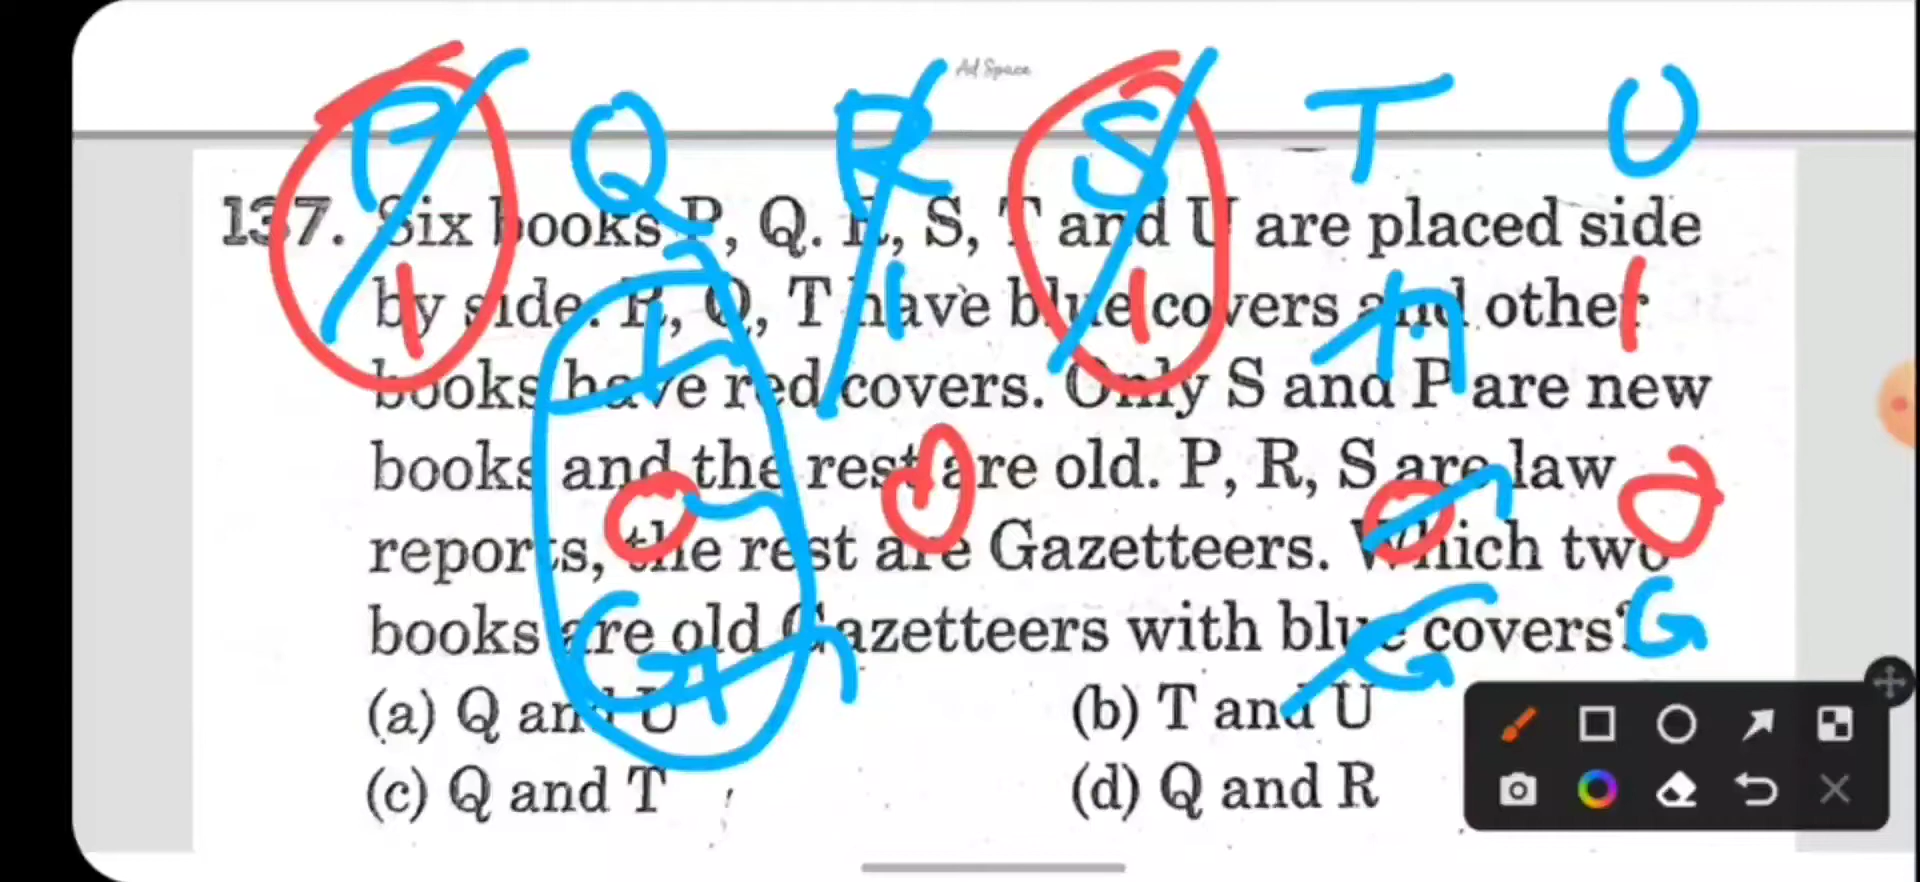 Ad Space
P Q R S T U
137. Six books P, Q. R, S, T and U are placed side
by side. R, Q, T have blue covers and other
books have red covers. Only S and P are new
books and the rest are old. P, R, S are law
reports, the rest are Gazetteers. Which two
books are old Gazetteers with blue covers?
G G G
(a) Q and U (b) T and U
(c) Q and T (d) Q and R